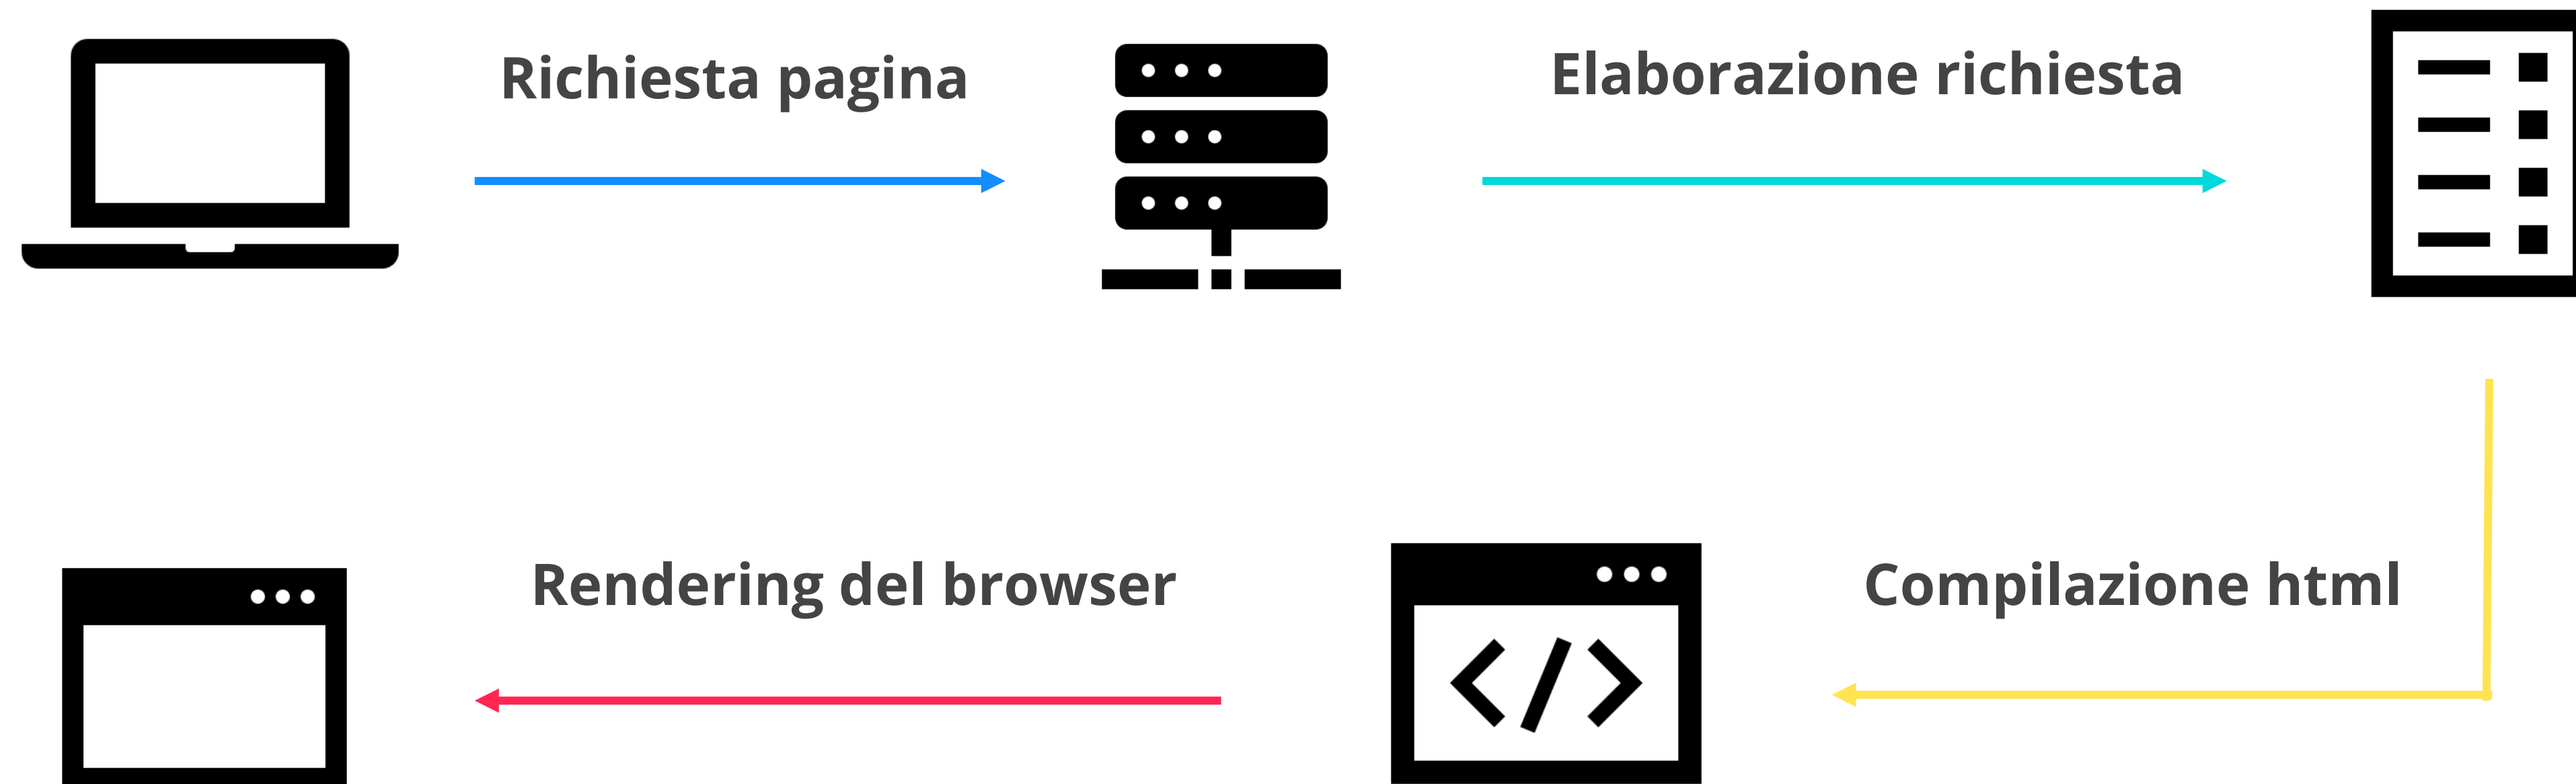 Richiesta pagina
Elaborazione richiesta
Rendering del browser
Compilazione html